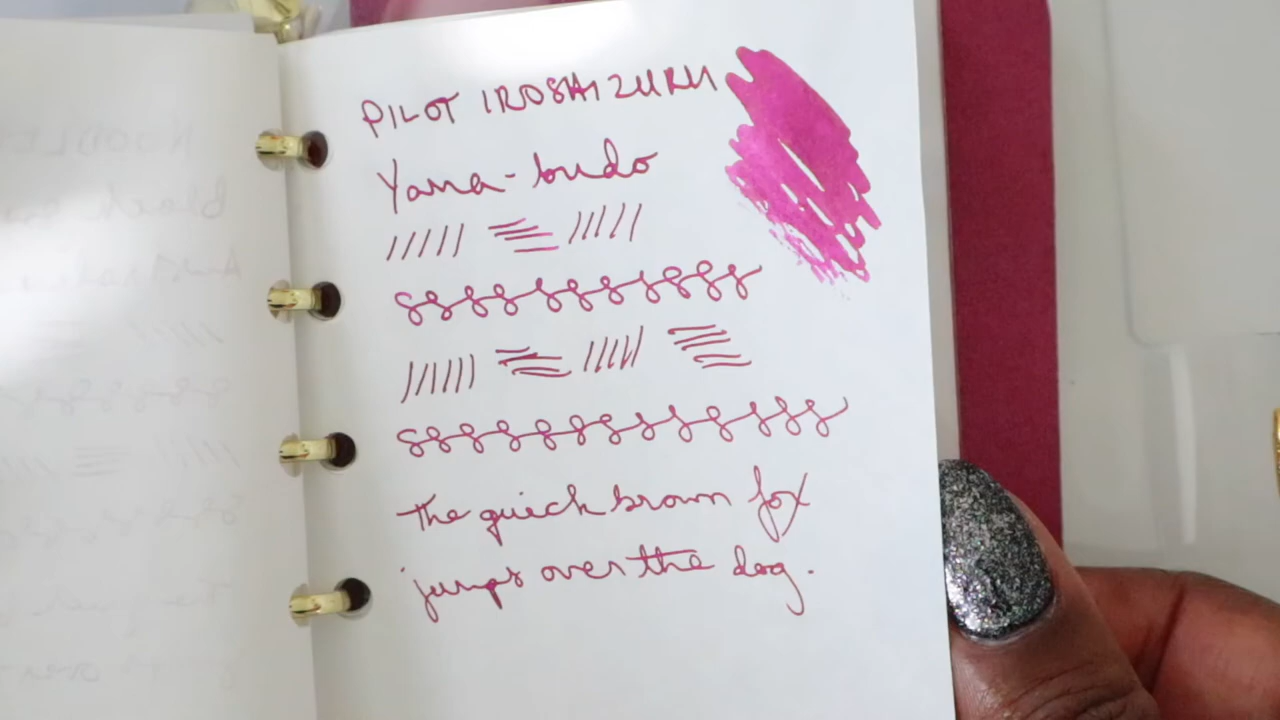 PILOT IROSHIZUKU
Yama-budo
The quick brown fox
jumps over the dog.